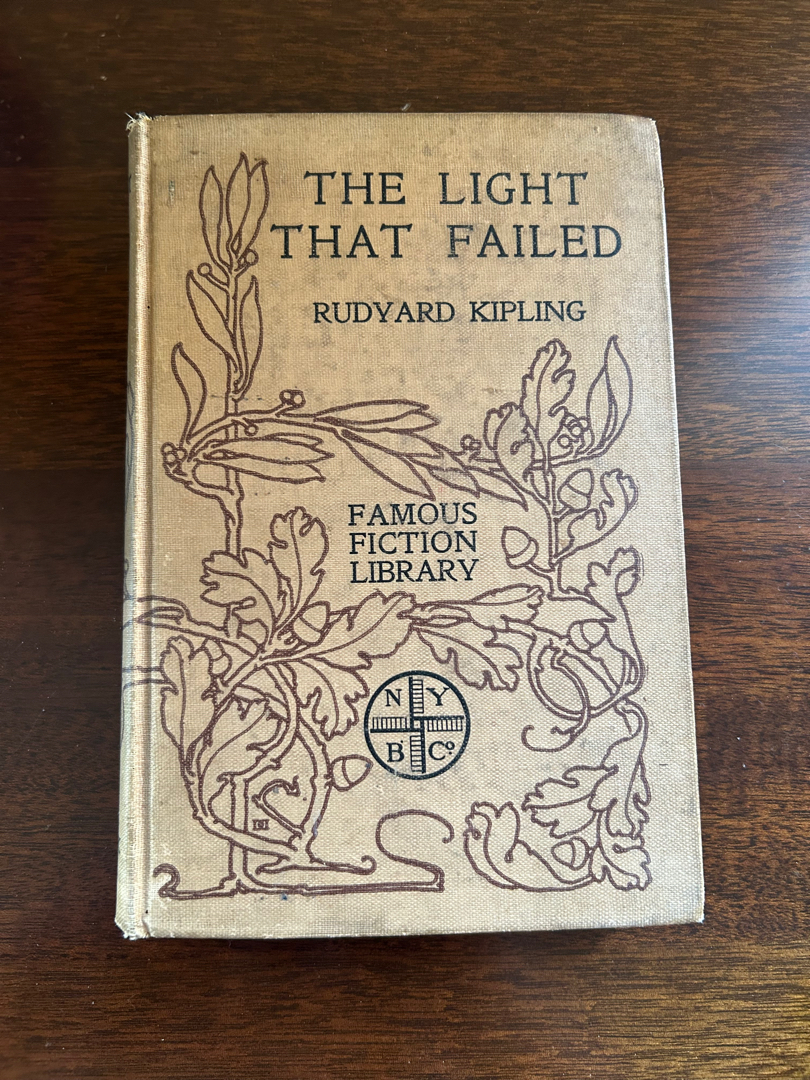 THE LIGHT
THAT FAILED
RUDYARD KIPLING
FAMOUS
FICTION
LIBRARY
N Y
B Cº.